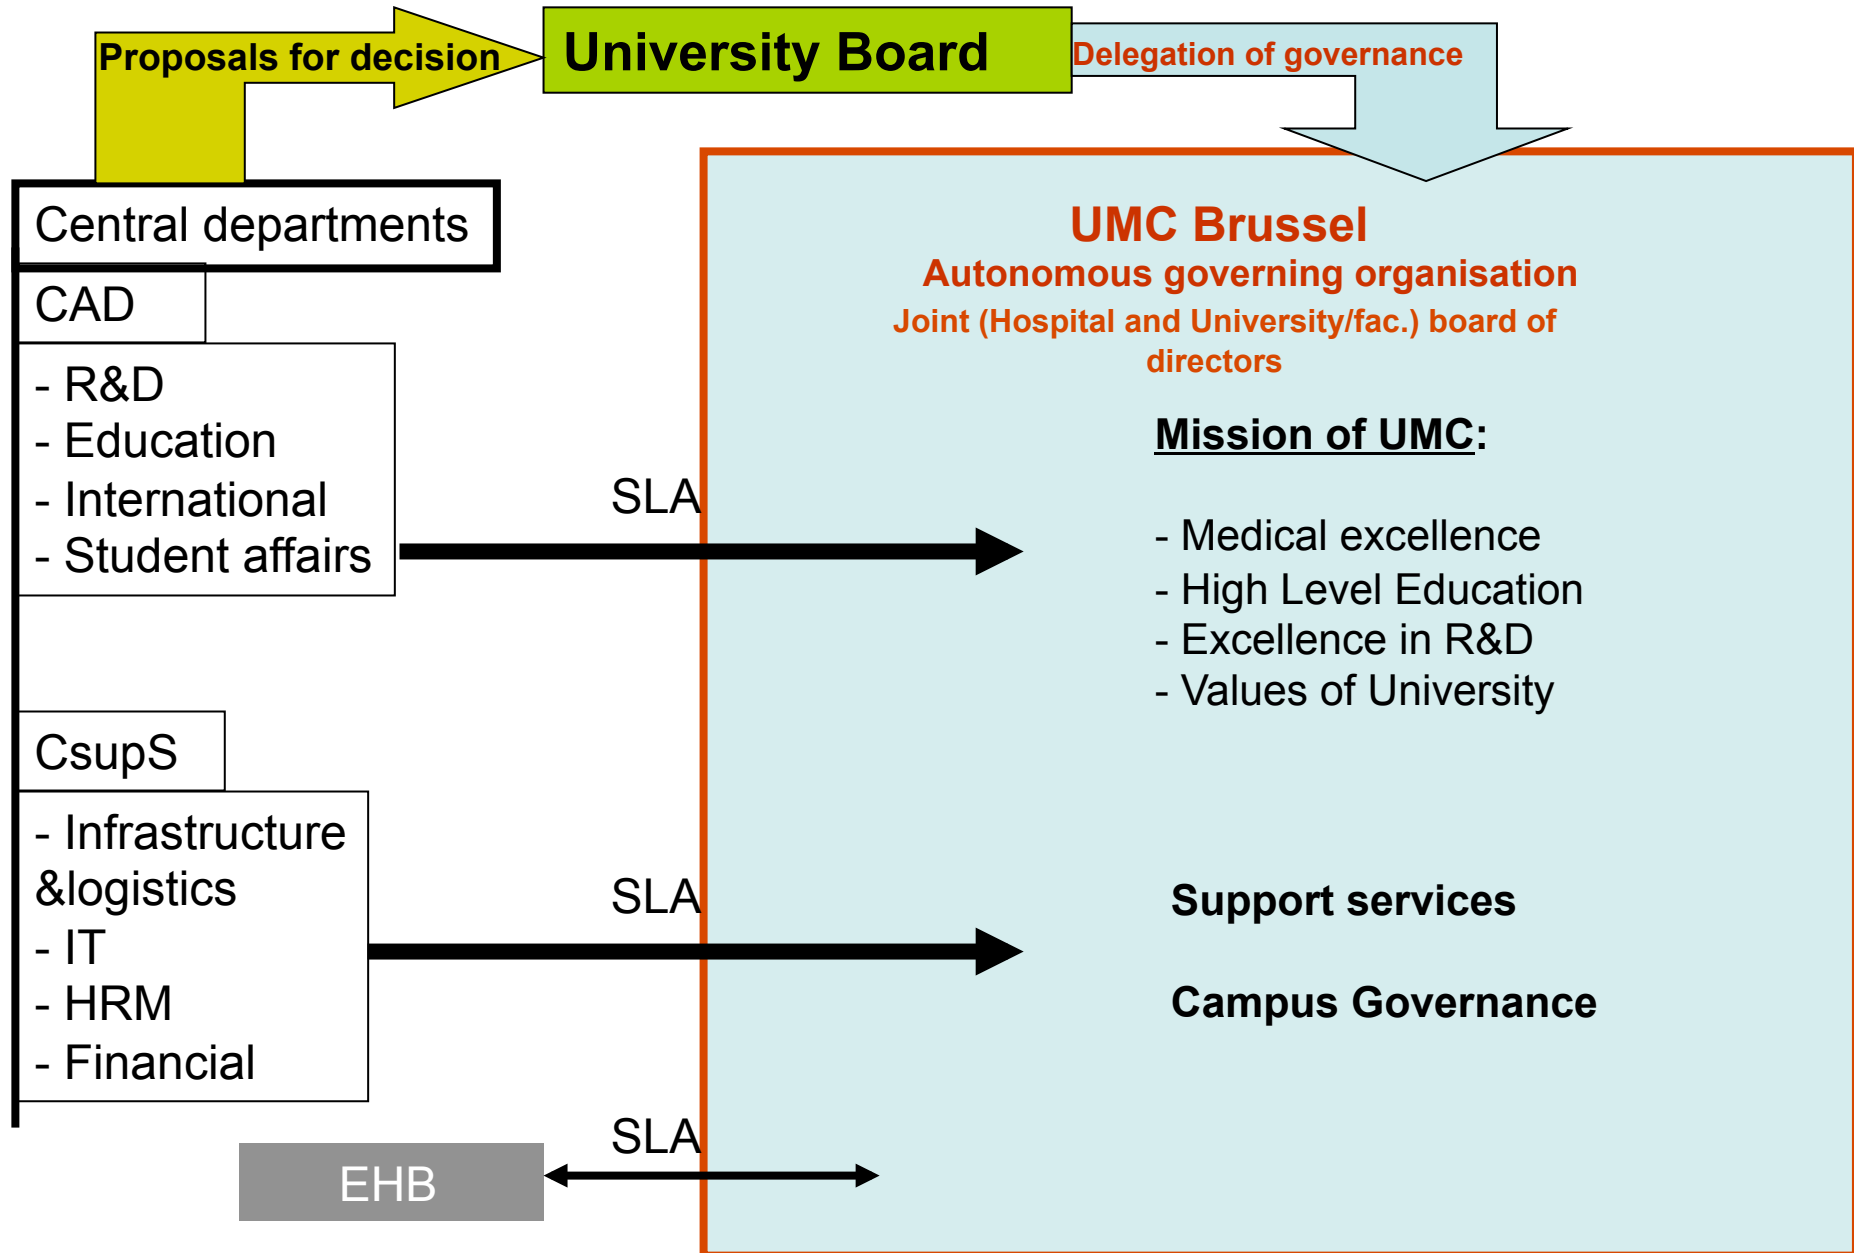 Proposals for decision
University Board
Delegation of governance
Central departments
CAD
- R&D
- Education
- International
- Student affairs
SLA
CsupS
- Infrastructure
&logistics
- IT
- HRM
- Financial
SLA
EHB
SLA
UMC Brussel
Autonomous governing organisation
Joint (Hospital and University/fac.) board of
directors
Mission of UMC:
- Medical excellence
- High Level Education
- Excellence in R&D
- Values of University
Support services
Campus Governance